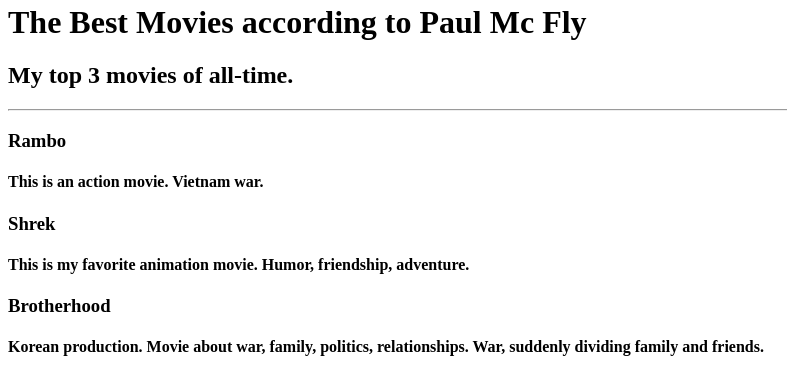 The Best Movies according to Paul Mc Fly
My top 3 movies of all-time.
Rambo
This is an action movie. Vietnam war.
Shrek
This is my favorite animation movie. Humor, friendship, adventure.
Brotherhood
Korean production. Movie about war, family, politics, relationships. War, suddenly dividing family and friends.